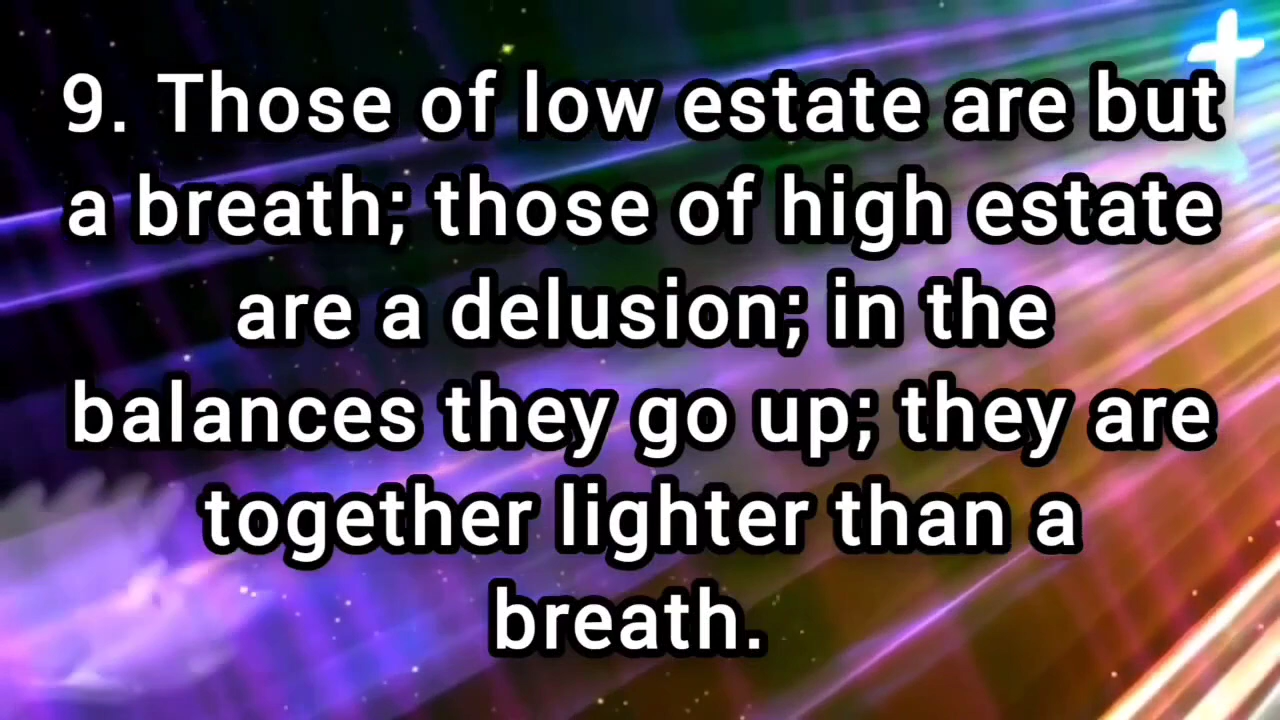 9. Those of low estate are but
a breath; those of high estate
are a delusion; in the
balances they go up; they are
together lighter than a
breath.